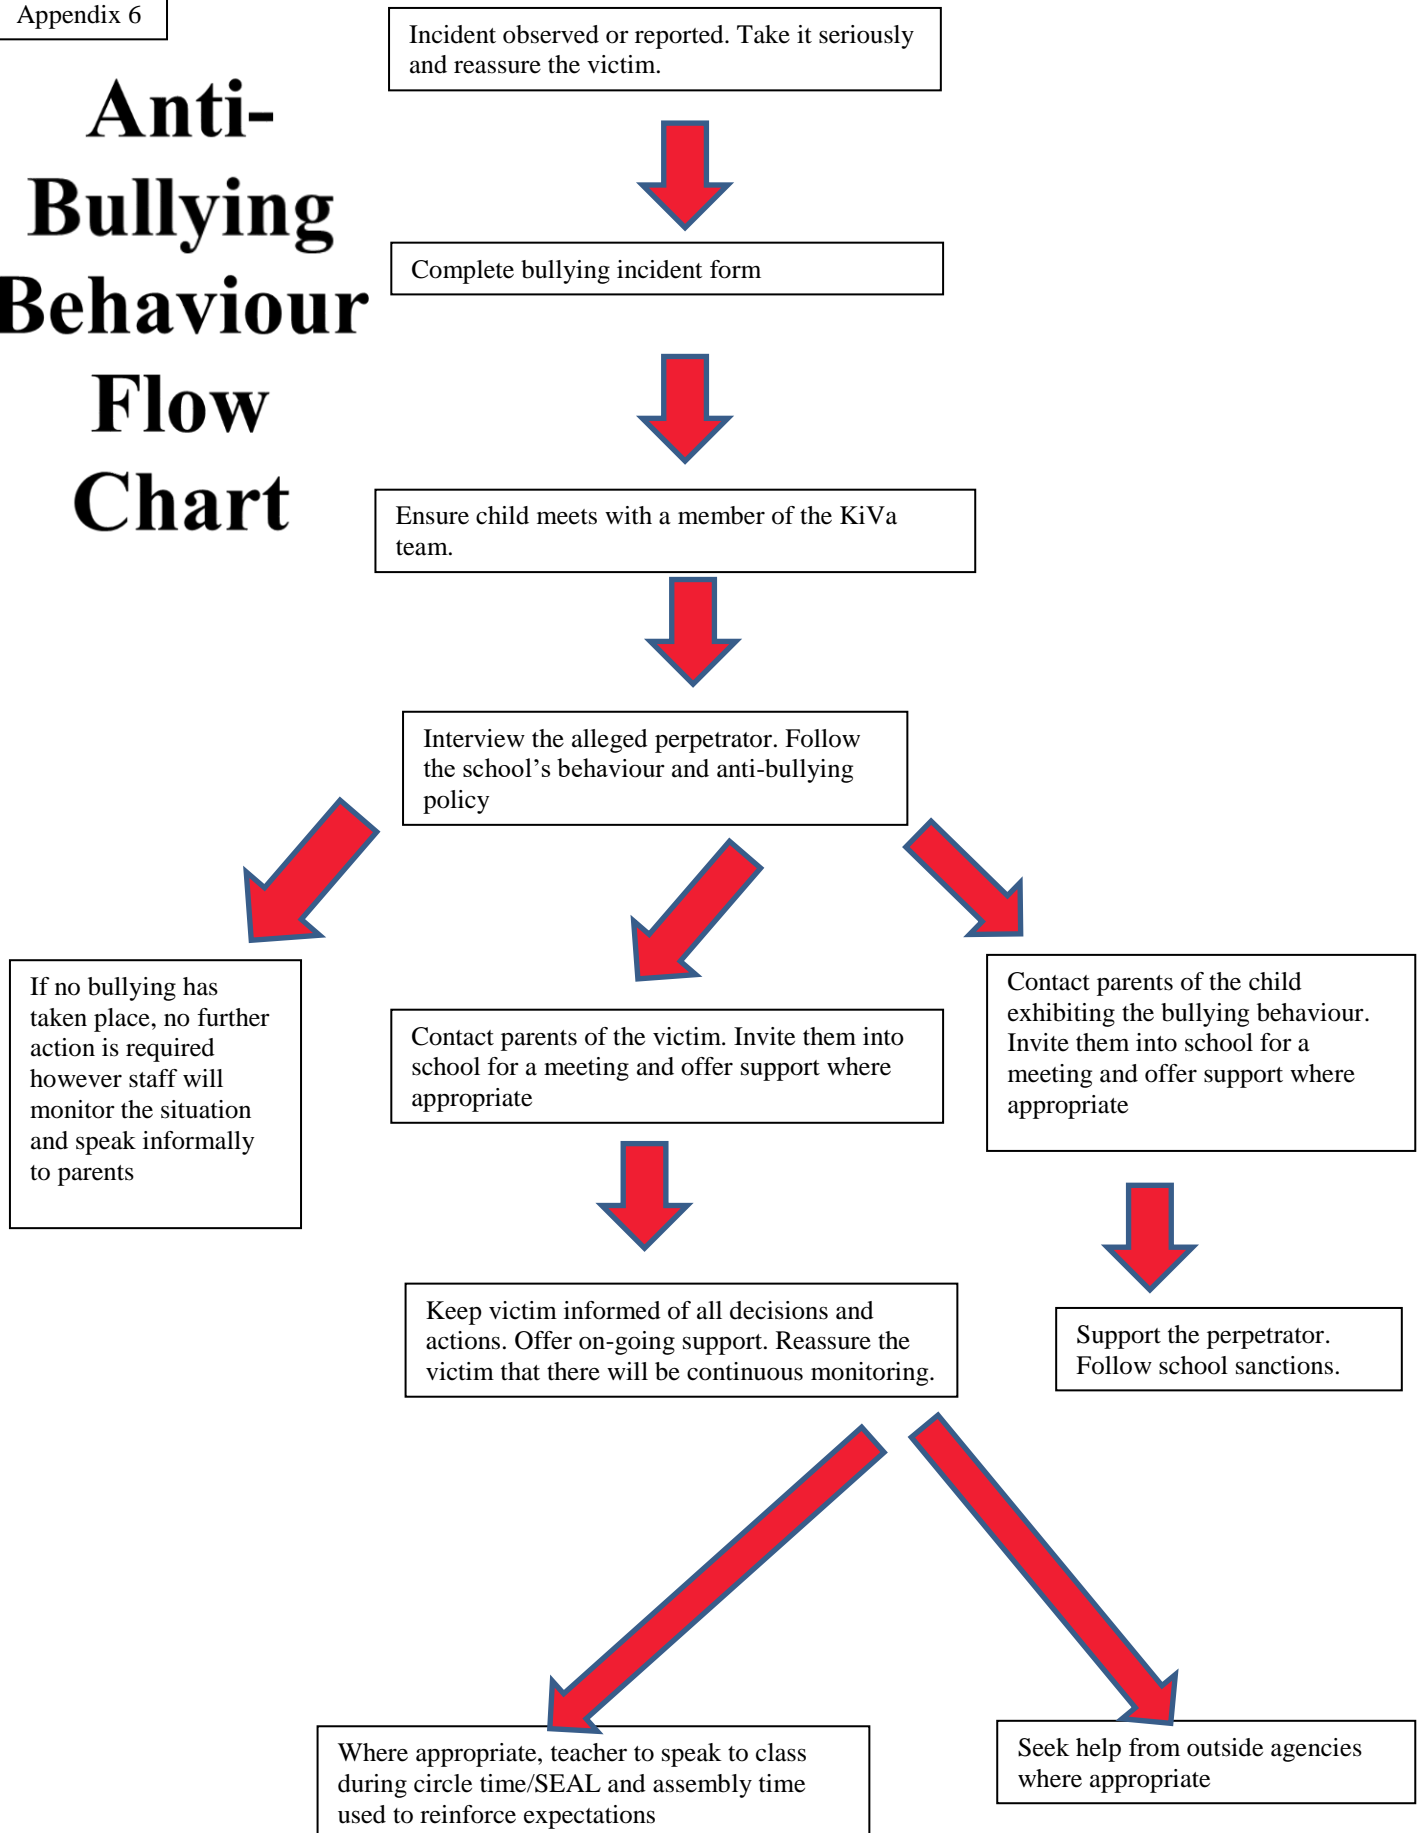 Appendix 6
Anti-
Bullying
Behaviour
Flow
Chart
Incident observed or reported. Take it seriously
and reassure the victim.
Complete bullying incident form
Ensure child meets with a member of the KiVa
team.
Interview the alleged perpetrator. Follow
the school’s behaviour and anti-bullying
policy
If no bullying has
taken place, no further
action is required
however staff will
monitor the situation
and speak informally
to parents
Contact parents of the victim. Invite them into
school for a meeting and offer support where
appropriate
Contact parents of the child
exhibiting the bullying behaviour.
Invite them into school for a
meeting and offer support where
appropriate
Keep victim informed of all decisions and
actions. Offer on-going support. Reassure the
victim that there will be continuous monitoring.
Support the perpetrator.
Follow school sanctions.
Where appropriate, teacher to speak to class
during circle time/SEAL and assembly time
used to reinforce expectations
Seek help from outside agencies
where appropriate